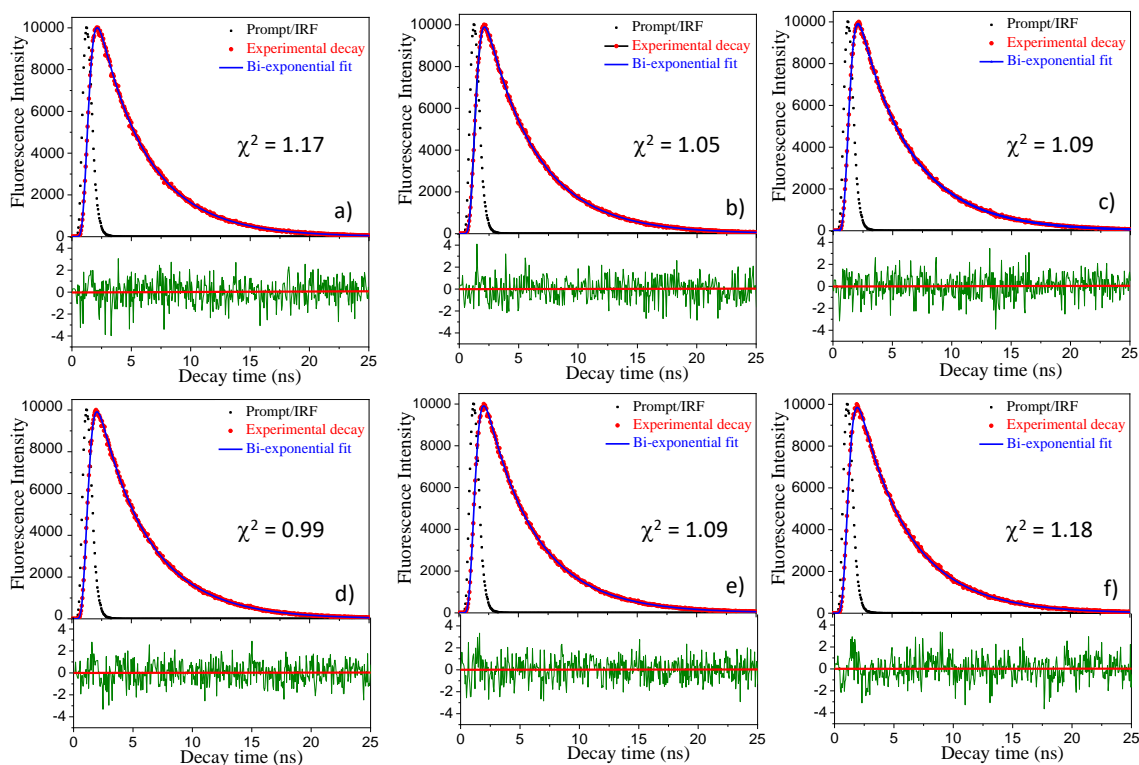 Fluorescence Intensity
10000
8000
6000
4000
2000
0
Prompt/IRF
Experimental decay
Bi-exponential fit
χ² = 1.17
a)
4
2
0
-2
-4
0 5 10 15 20 25
Decay time (ns)
Fluorescence Intensity
10000
8000
6000
4000
2000
0
Prompt/IRF
Experimental decay
Bi-exponential fit
χ² = 1.05
b)
4
2
0
-2
-4
0 5 10 15 20 25
Decay time (ns)
Fluorescence Intensity
10000
8000
6000
4000
2000
0
Prompt/IRF
Experimental decay
Bi-exponential fit
χ² = 1.09
c)
4
2
0
-2
-4
0 5 10 15 20 25
Decay time (ns)
Fluorescence Intensity
10000
8000
6000
4000
2000
0
Prompt/IRF
Experimental decay
Bi-exponential fit
χ² = 0.99
d)
4
2
0
-2
-4
0 5 10 15 20 25
Decay time (ns)
Fluorescence Intensity
10000
8000
6000
4000
2000
0
Prompt/IRF
Experimental decay
Bi-exponential fit
χ² = 1.09
e)
4
2
0
-2
-4
0 5 10 15 20 25
Decay time (ns)
Fluorescence Intensity
10000
8000
6000
4000
2000
0
Prompt/IRF
Experimental decay
Bi-exponential fit
χ² = 1.18
f)
4
2
0
-2
-4
0 5 10 15 20 25
Decay time (ns)